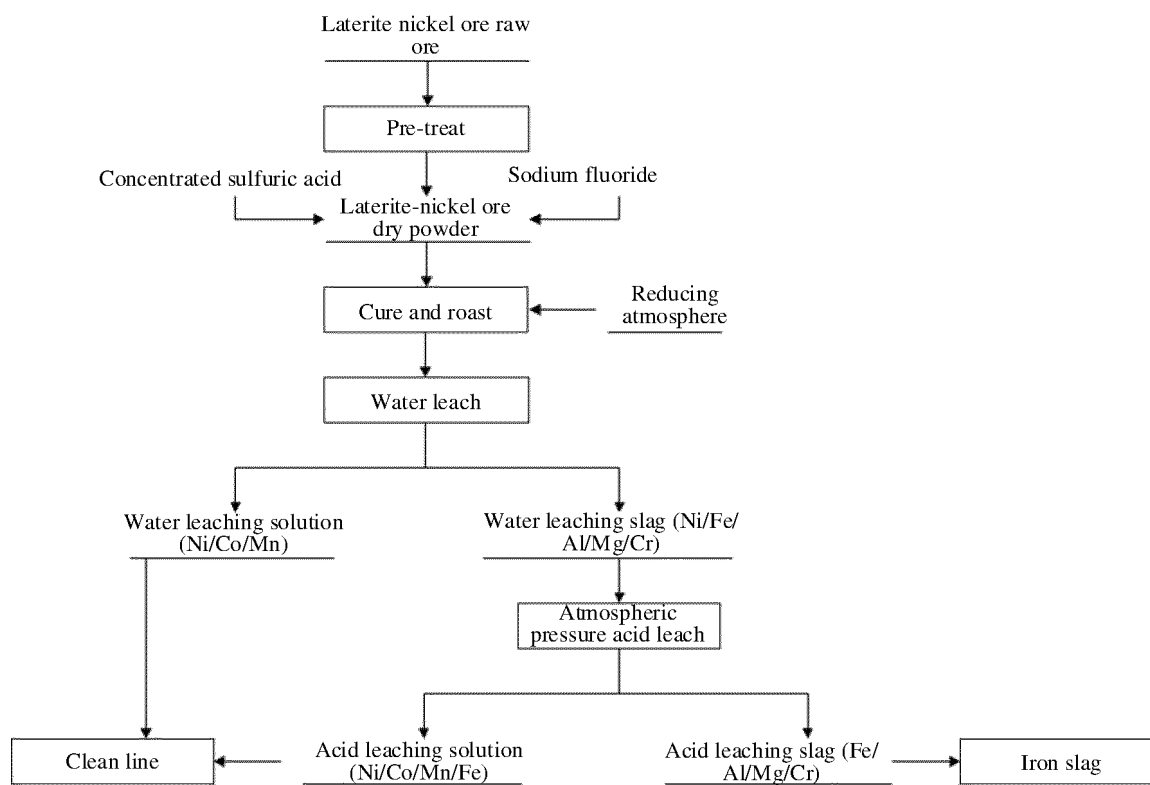 Laterite nickel ore raw
ore
Pre-treat
Concentrated sulfuric acid
Sodium fluoride
Laterite-nickel ore
dry powder
Cure and roast
Reducing
atmosphere
Water leach
Water leaching solution
(Ni/Co/Mn)
Water leaching slag (Ni/Fe/
Al/Mg/Cr)
Atmospheric
pressure acid leach
Clean line
Acid leaching solution
(Ni/Co/Mn/Fe)
Acid leaching slag (Fe/
Al/Mg/Cr)
Iron slag